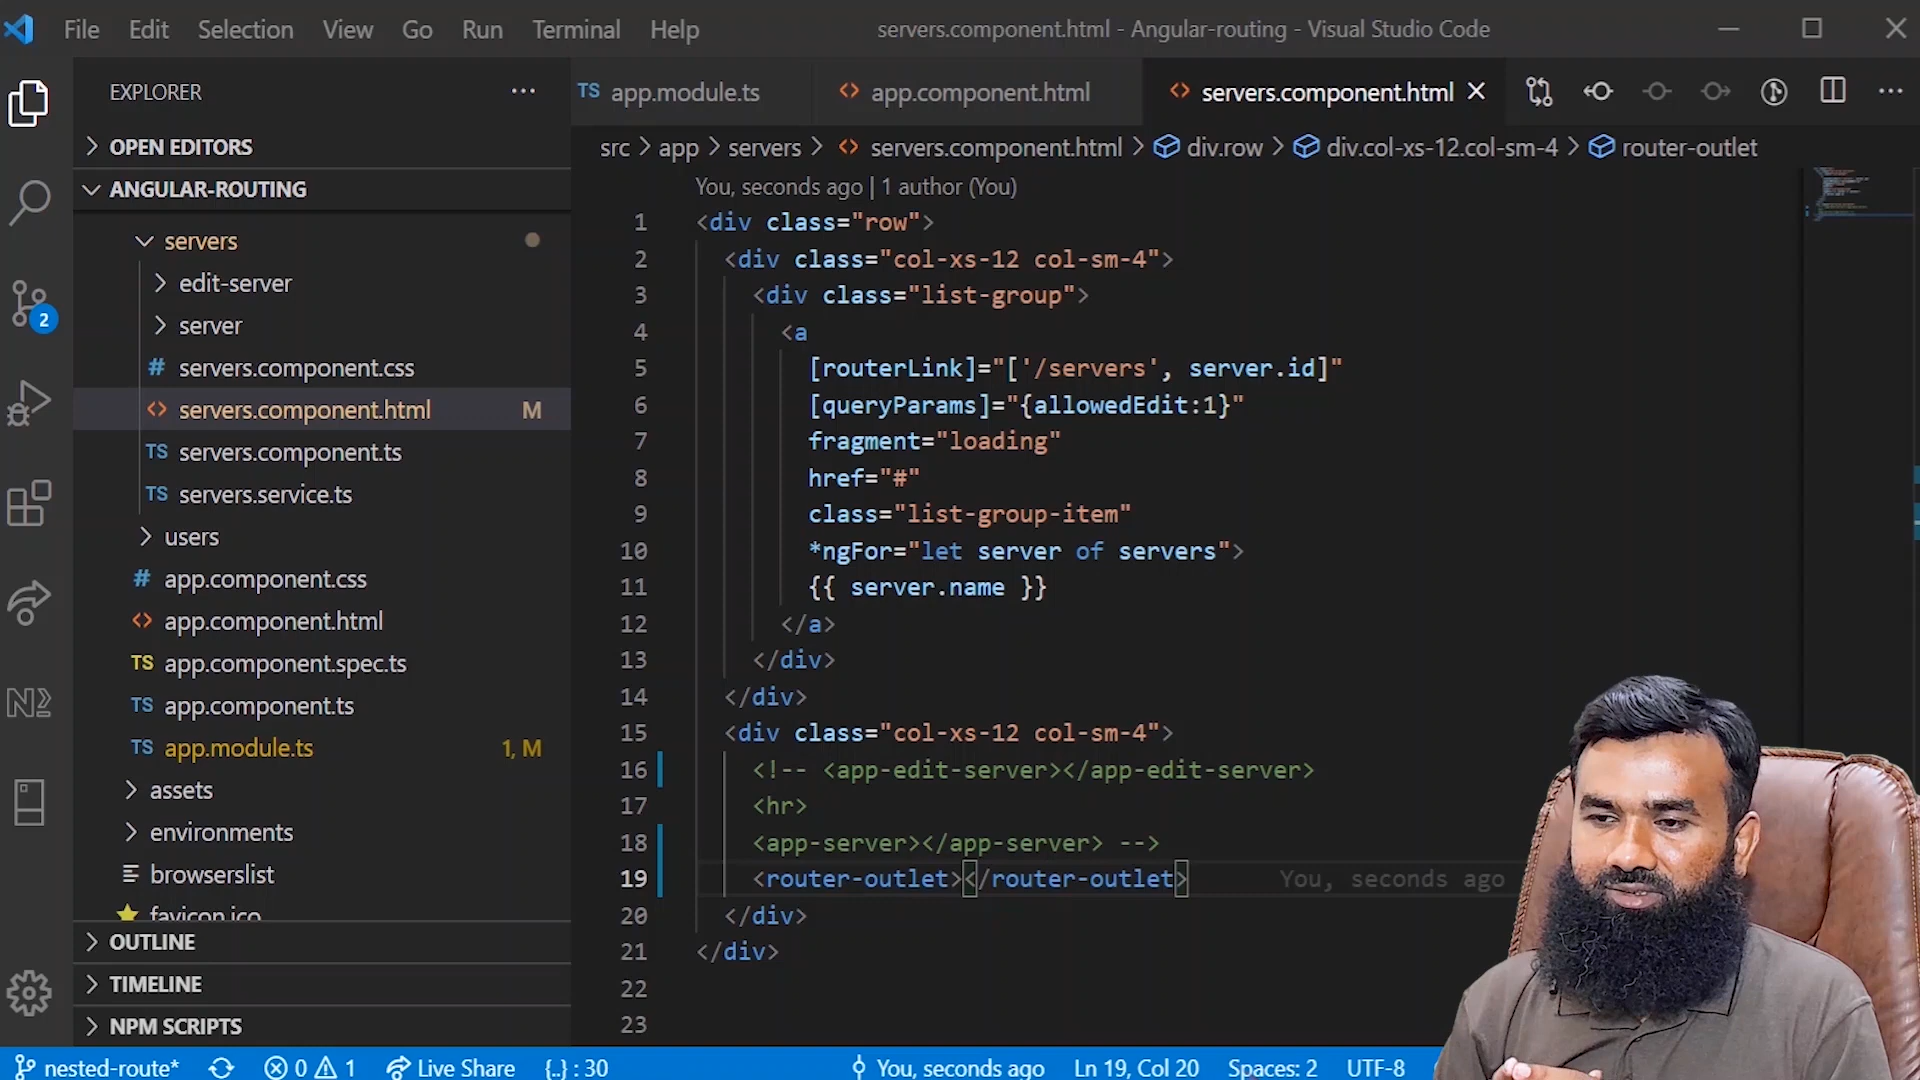 File Edit Selection View Go Run Terminal Help
servers.component.html - Angular-routing - Visual Studio Code
EXPLORER
OPEN EDITORS
ANGULAR-ROUTING
servers
edit-server
server
# servers.component.css
<> servers.component.html M
TS servers.component.ts
TS servers.service.ts
users
# app.component.css
<> app.component.html
TS app.component.spec.ts
TS app.component.ts
TS app.module.ts 1, M
assets
environments
browserslist
favicon.ico
OUTLINE
TIMELINE
NPM SCRIPTS
2
TS app.module.ts <> app.component.html <> servers.component.html
src > app > servers > <> servers.component.html > div.row > div.col-xs-12.col-sm-4 > router-outlet
You, seconds ago | 1 author (You)
1 <div class="row">
2 <div class="col-xs-12 col-sm-4">
3 <div class="list-group">
4 <a
5 [routerLink]="['/servers', server.id]"
6 [queryParams]="{allowedEdit:1}"
7 fragment="loading"
8 href="#"
9 class="list-group-item"
10 *ngFor="let server of servers">
11 {{ server.name }}
12 </a>
13 </div>
14 </div>
15 <div class="col-xs-12 col-sm-4">
16 <!-- <app-edit-server></app-edit-server>
17 <hr>
18 <app-server></app-server> -->
19 <router-outlet></router-outlet> You, seconds ago
20 </div>
21 </div>
22
23
nested-route* 0 1 Live Share {..} : 30 You, seconds ago Ln 19, Col 20 Spaces: 2 UTF-8